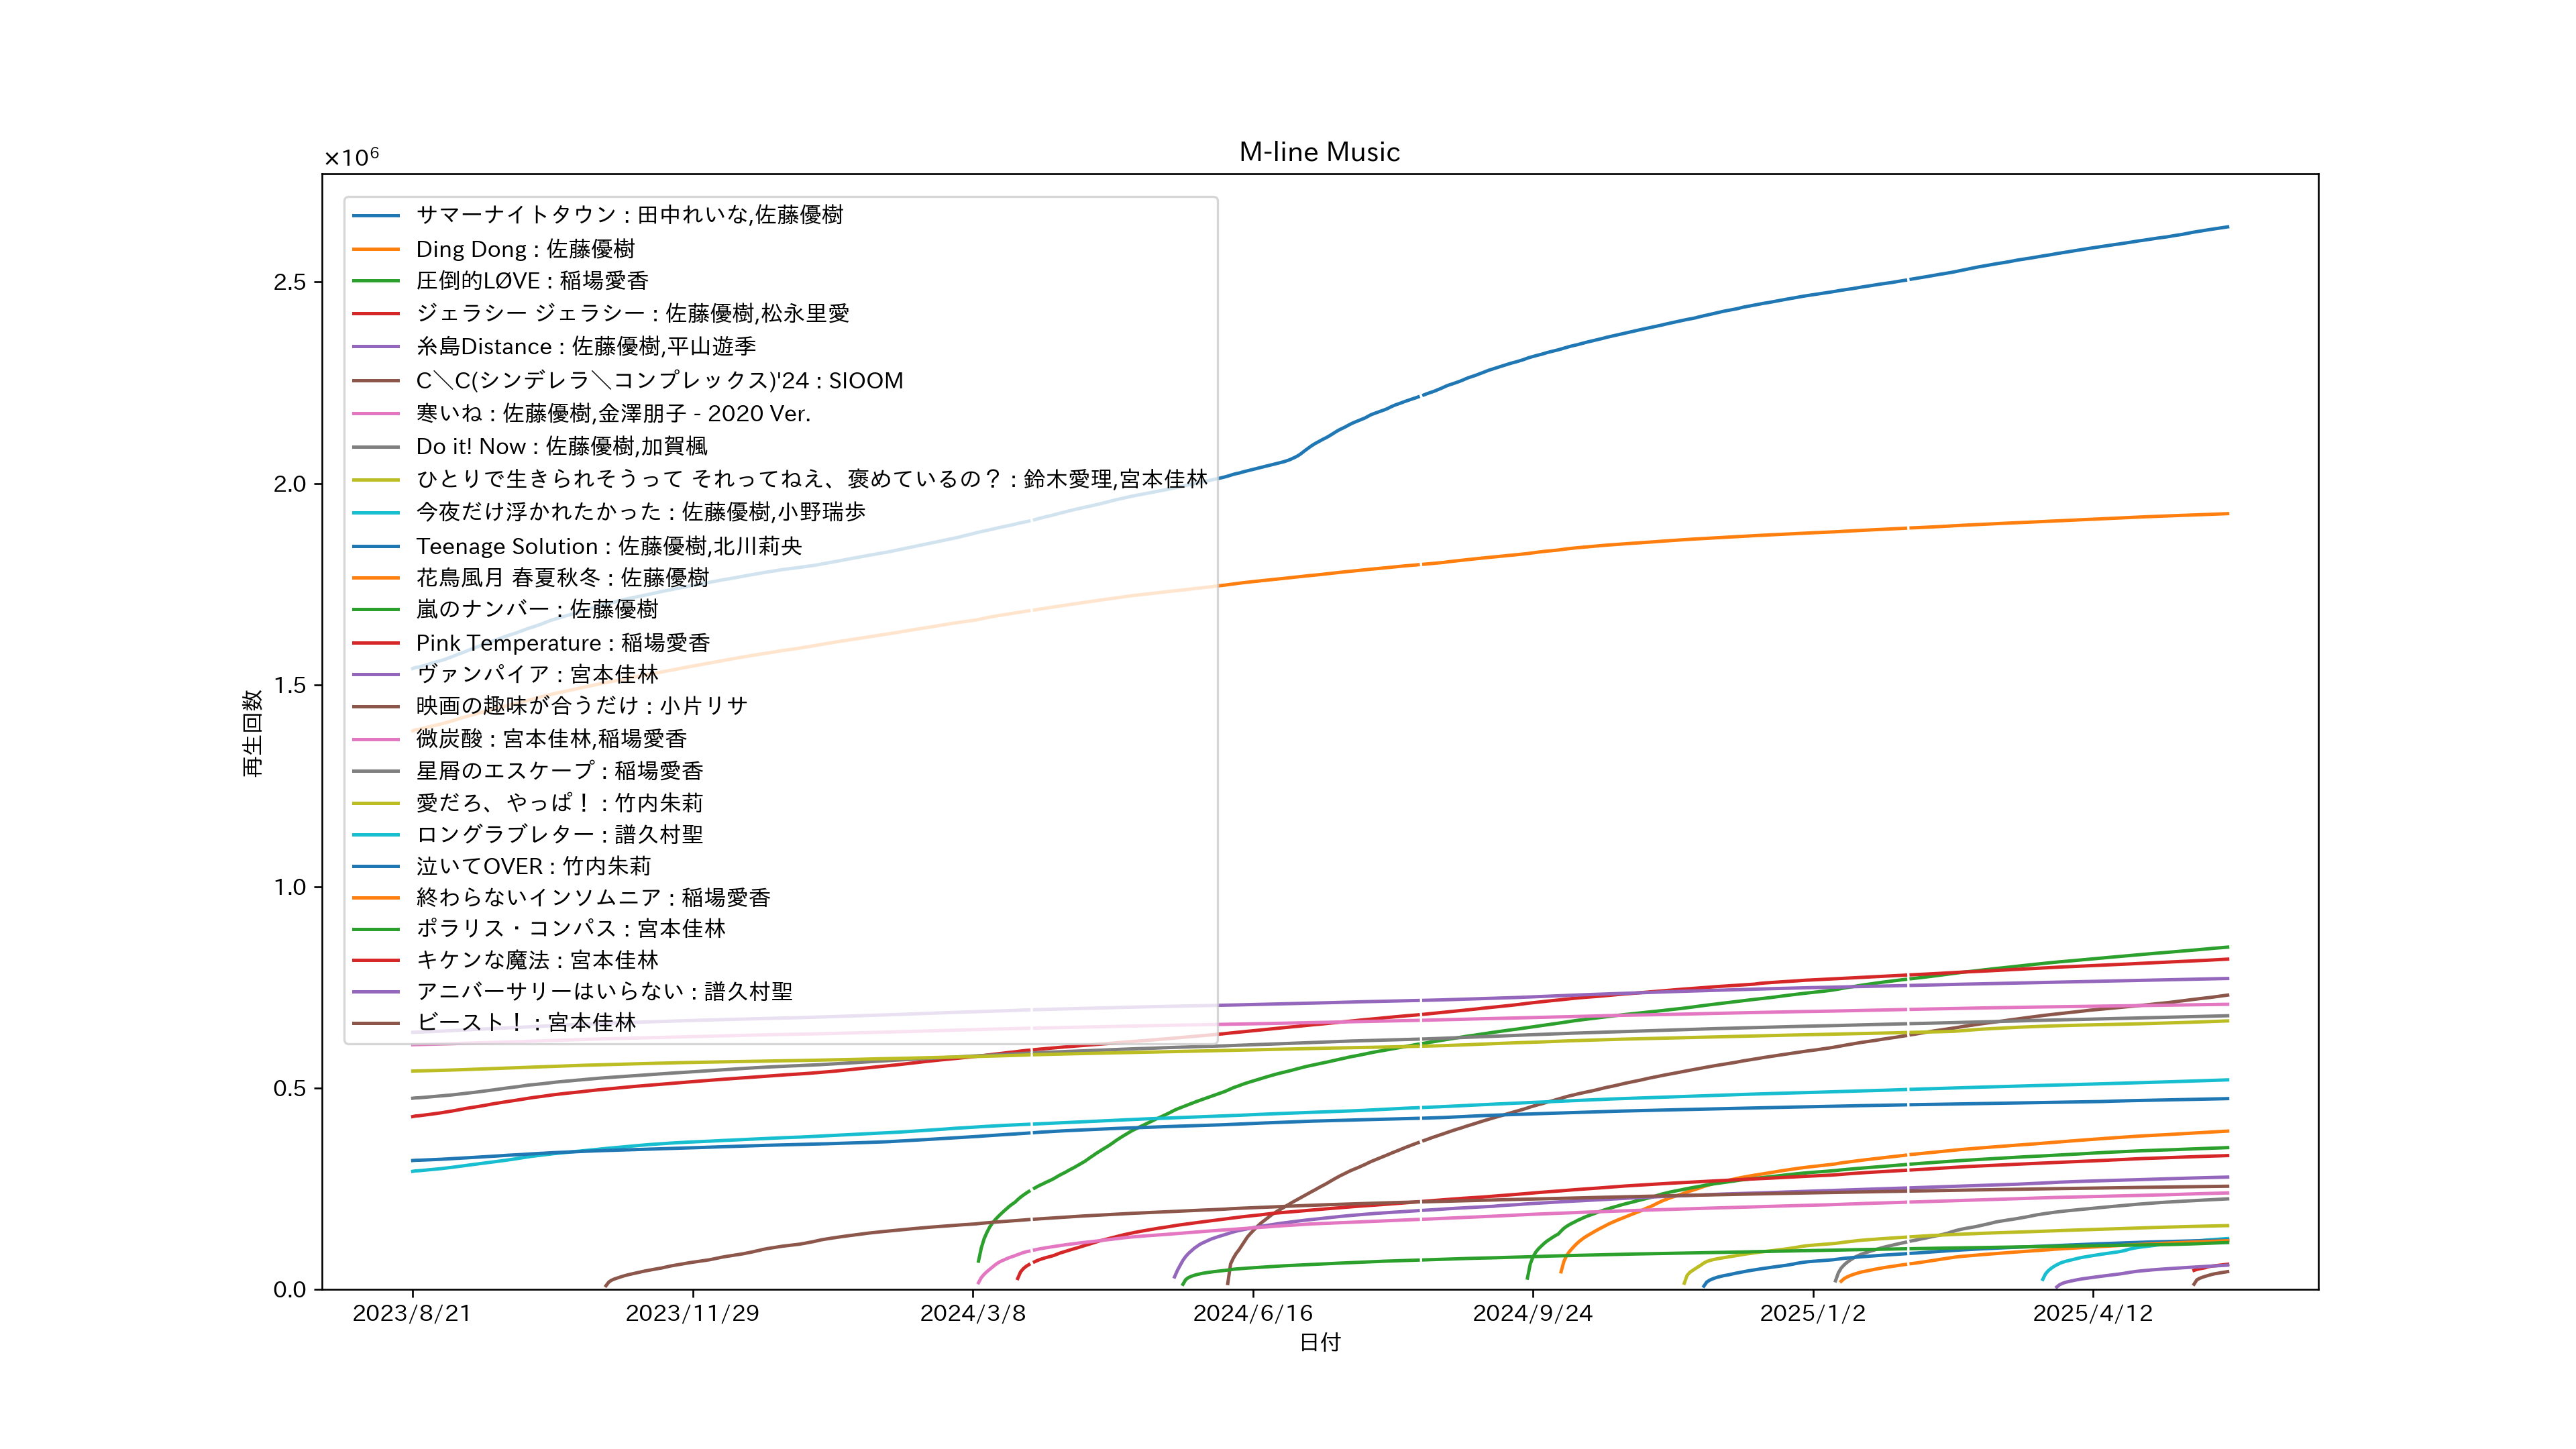 M-line Music
×10⁶
サマーナイトタウン : 田中れいな,佐藤優樹
Ding Dong : 佐藤優樹
圧倒的LØVE : 稲場愛香
ジェラシー ジェラシー : 佐藤優樹,松永里愛
糸島Distance : 佐藤優樹,平山遊季
C＼C(シンデレラ＼コンプレックス)'24 : SIOOM
寒いね : 佐藤優樹,金澤朋子 - 2020 Ver.
Do it! Now : 佐藤優樹,加賀楓
ひとりで生きられそうって それってねえ、褒めているの？ : 鈴木愛理,宮本佳林
今夜だけ浮かれたかった : 佐藤優樹,小野瑞歩
Teenage Solution : 佐藤優樹,北川莉央
花鳥風月 春夏秋冬 : 佐藤優樹
嵐のナンバー : 佐藤優樹
Pink Temperature : 稲場愛香
ヴァンパイア : 宮本佳林
映画の趣味が合うだけ : 小片リサ
微炭酸 : 宮本佳林,稲場愛香
星屑のエスケープ : 稲場愛香
愛だろ、やっぱ！ : 竹内朱莉
ロングラブレター : 譜久村聖
泣いてOVER : 竹内朱莉
終わらないインソムニア : 稲場愛香
ポラリス・コンパス : 宮本佳林
キケンな魔法 : 宮本佳林
アニバーサリーはいらない : 譜久村聖
ビースト！ : 宮本佳林
2.5
2.0
1.5
1.0
0.5
0.0
再生回数
2023/8/21
2023/11/29
2024/3/8
2024/6/16
2024/9/24
2025/1/2
2025/4/12
日付